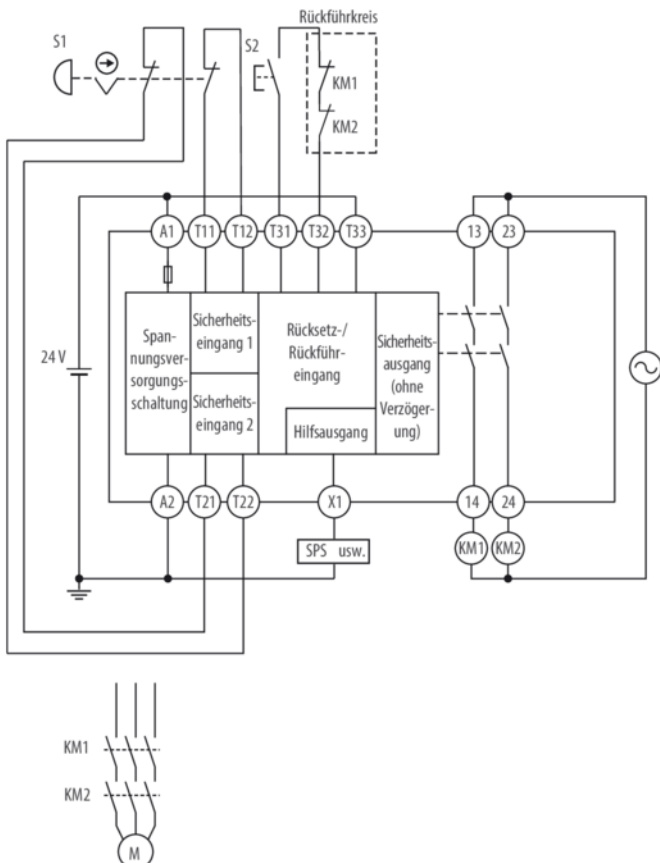 Rückführkreis
S1
S2
KM1
KM2
A1
T11
T12
T31
T32
T33
13
23
24 V
Span-
nungsver-
sorgungs-
schaltung
Sicherheits-
eingang 1
Sicherheits-
eingang 2
Rücksetz-/
Rückführ-
eingang
Hilfsausgang
Sicherheits-
ausgang
(ohne
Verzöge-
rung)
A2
T21
T22
X1
14
24
SPS usw.
KM1
KM2
KM1
KM2
M